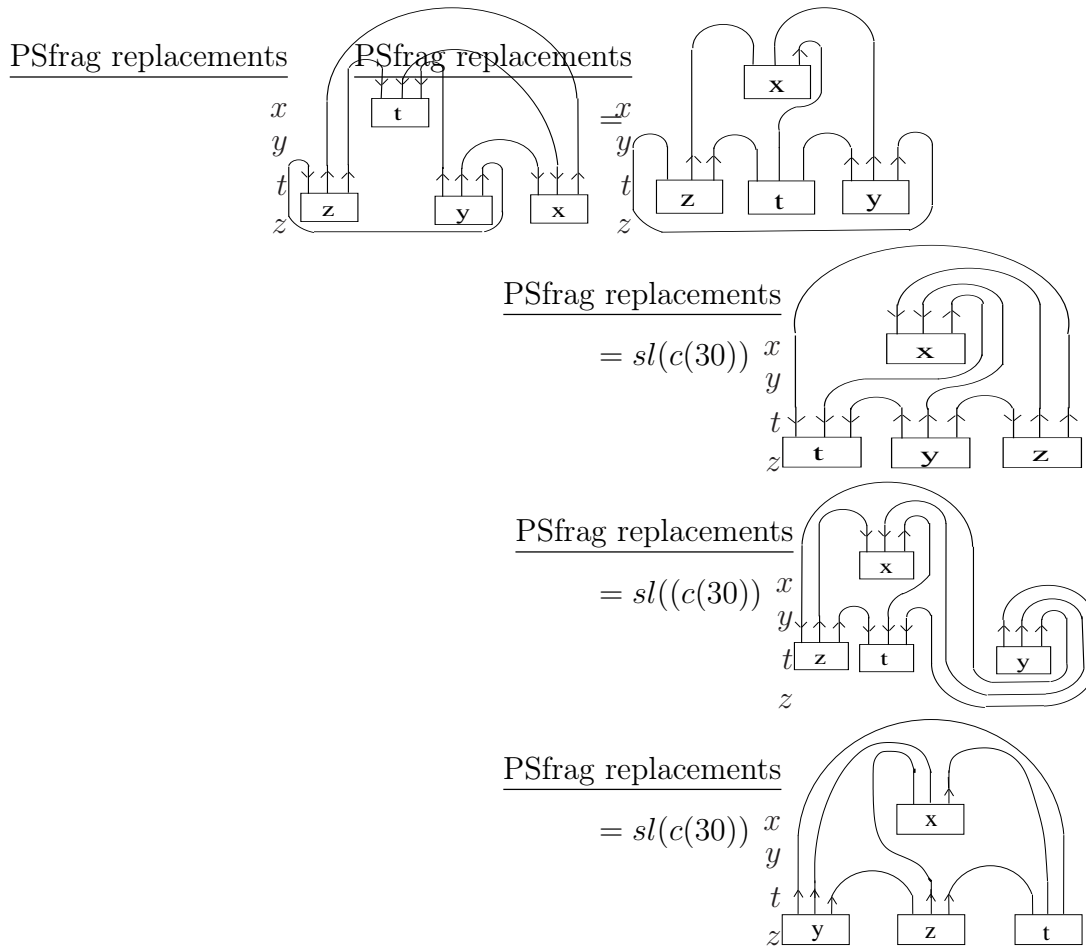 PSfrag replacements PSfrag replacements
x t x
y = x y
t z y x t z t y
z z
PSfrag replacements
x
= sl(c(30)) x
y
t
z t y z
PSfrag replacements
x
= sl((c(30)) x
y
t z t y
z
PSfrag replacements
x
= sl(c(30)) x
y
t
z y z t